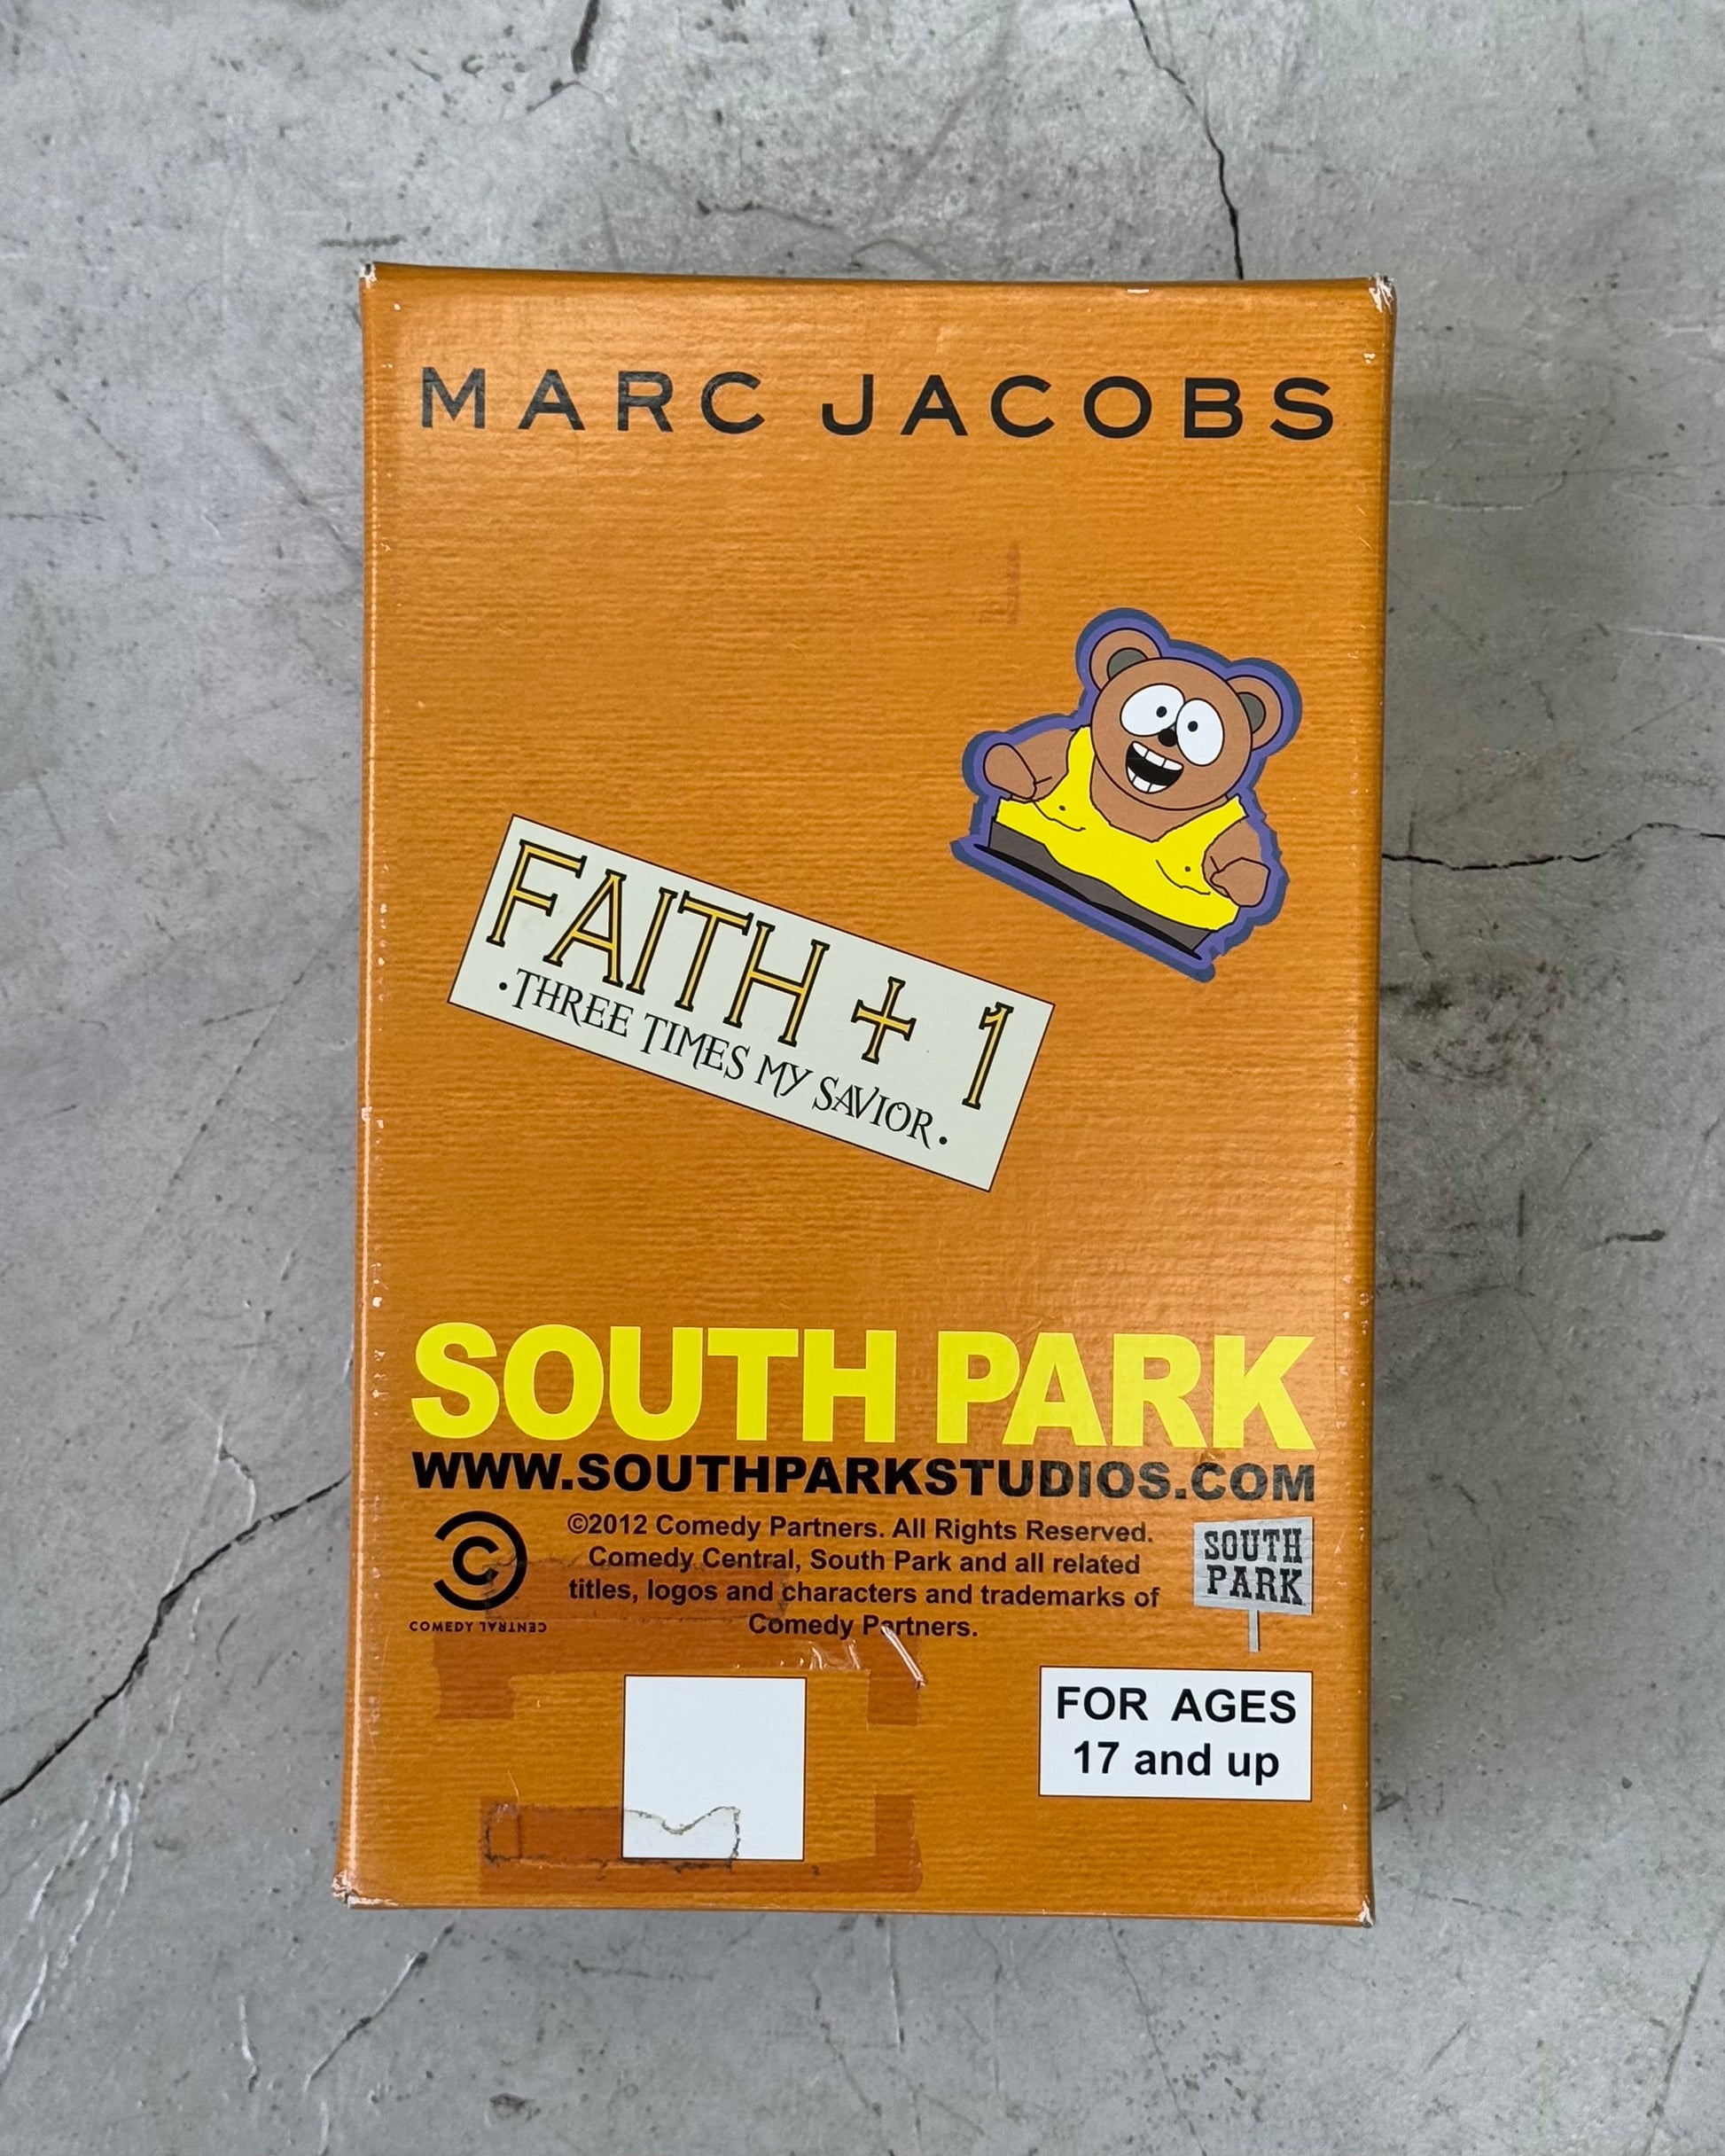 MARC JACOBS
FAITH + 1
·THREE TIMES MY SAVIOR·
SOUTH PARK
WWW.SOUTHPARKSTUDIOS.COM
©2012 Comedy Partners. All Rights Reserved.
Comedy Central, South Park and all related
titles, logos and characters and trademarks of
Comedy Partners.
COMEDY CENTRAL
SOUTH
PARK
FOR AGES
17 and up